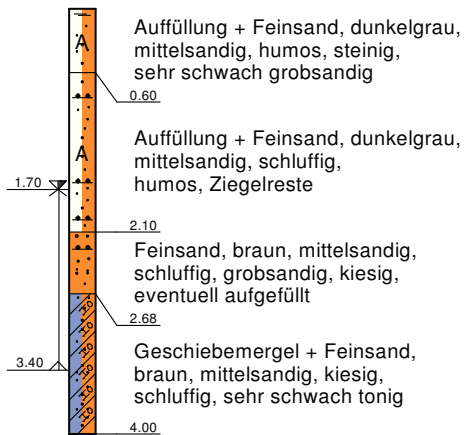 Auffüllung + Feinsand, dunkelgrau,
mittelsandig, humos, steinig,
sehr schwach grobsandig
A
0.60
Auffüllung + Feinsand, dunkelgrau,
mittelsandig, schluffig,
humos, Ziegelreste
A
1.70
2.10
Feinsand, braun, mittelsandig,
schluffig, grobsandig, kiesig,
eventuell aufgefüllt
2.68
Geschiebemergel + Feinsand,
braun, mittelsandig, kiesig,
schluffig, sehr schwach tonig
3.40
4.00